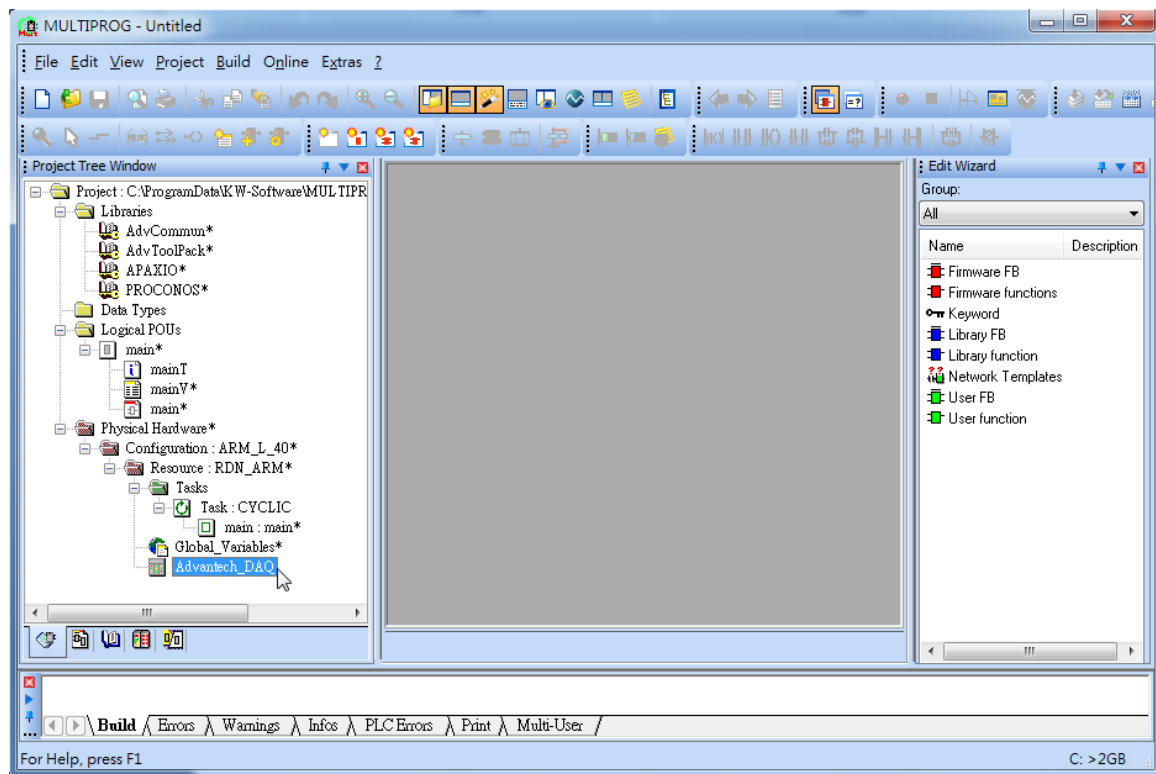 MULTIPROG - Untitled
File Edit View Project Build Online Extras ?
Project Tree Window
Project : C:\ProgramData\KW-Software\MULTIPR
Libraries
AdvCommun*
AdvToolPack*
APAXIO*
PROCONOS*
Data Types
Logical POUs
main*
mainT
mainV*
main*
Physical Hardware*
Configuration : ARM_L_40*
Resource : RDN_ARM*
Tasks
Task : CYCLIC
main : main*
Global_Variables*
Advantech_DAQ
Edit Wizard
Group:
All
Name Description
Firmware FB
Firmware functions
Keyword
Library FB
Library function
Network Templates
User FB
User function
Build Errors Warnings Infos PLC Errors Print Multi-User
For Help, press F1 C: >2GB